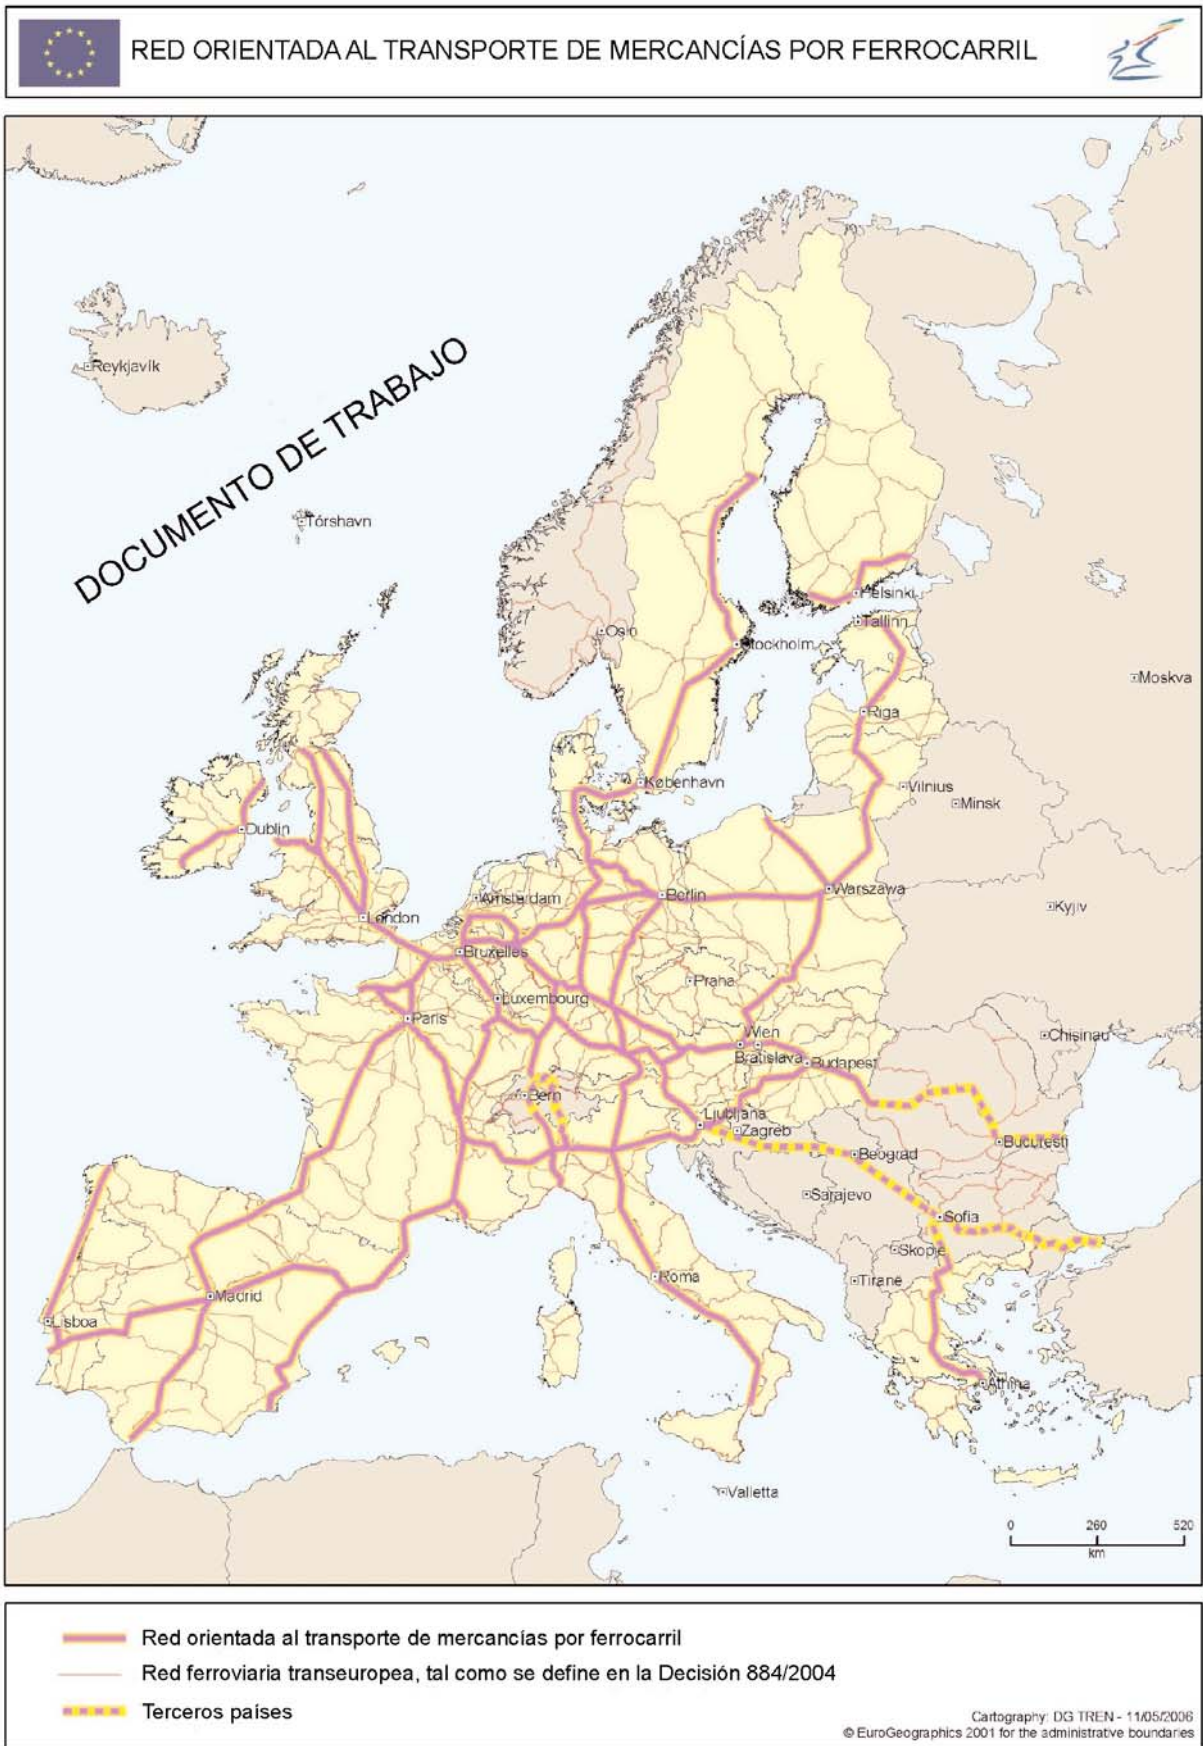 RED ORIENTADA AL TRANSPORTE DE MERCANCÍAS POR FERROCARRIL
DOCUMENTO DE TRABAJO
Reykjavík
Tórshavn
Oslo
Helsinki
Tallinn
Stockholm
Moskva
Riga
København
Vilnius
Minsk
Dublin
Amsterdam
Berlin
Warszawa
Kyjiv
London
Bruxelles
Praha
Luxembourg
Paris
Wien
Chisinau
Bratislava
Budapest
Bern
Ljubljana
Zagreb
Bucuresti
Beograd
Sarajevo
Sofia
Skopje
Roma
Tiranë
Madrid
Lisboa
Athina
Valletta
0 260 520
km
Red orientada al transporte de mercancías por ferrocarril
Red ferroviaria transeuropea, tal como se define en la Decisión 884/2004
Terceros países
Cartography: DG TREN - 11/05/2006
© EuroGeographics 2001 for the administrative boundaries